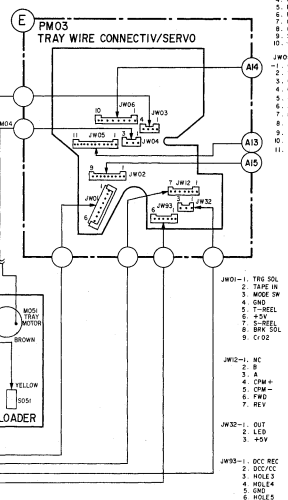 E
PM03
TRAY WIRE CONNECTIV/SERVO
A14
JW06
10 1
JW03
4 1
JW05
11 1
3 1
JW04
A13
A15
9 1
JW02
JW01
1
6
7 JW12 1
3 1
JW32
JW93 1
6
M04
M051
TRAY
MOTOR
BROWN
YELLOW
S051
LOADER
JW01-1. TRG SOL
2. TAPE IN
3. MODE SW
4. GND
5. T-REEL
6. +5V
7. S-REEL
8. BRK SOL
9. CrO2
JW12-1. NC
2. B
3. A
4. CPM+
5. CPM-
6. FWD
7. REV
JW32-1. OUT
2. LED
3. +5V
JW93-1. DCC REC
2. DCC/CC
3. HOLE3
4. HOLE4
5. GND
6. HOLE5